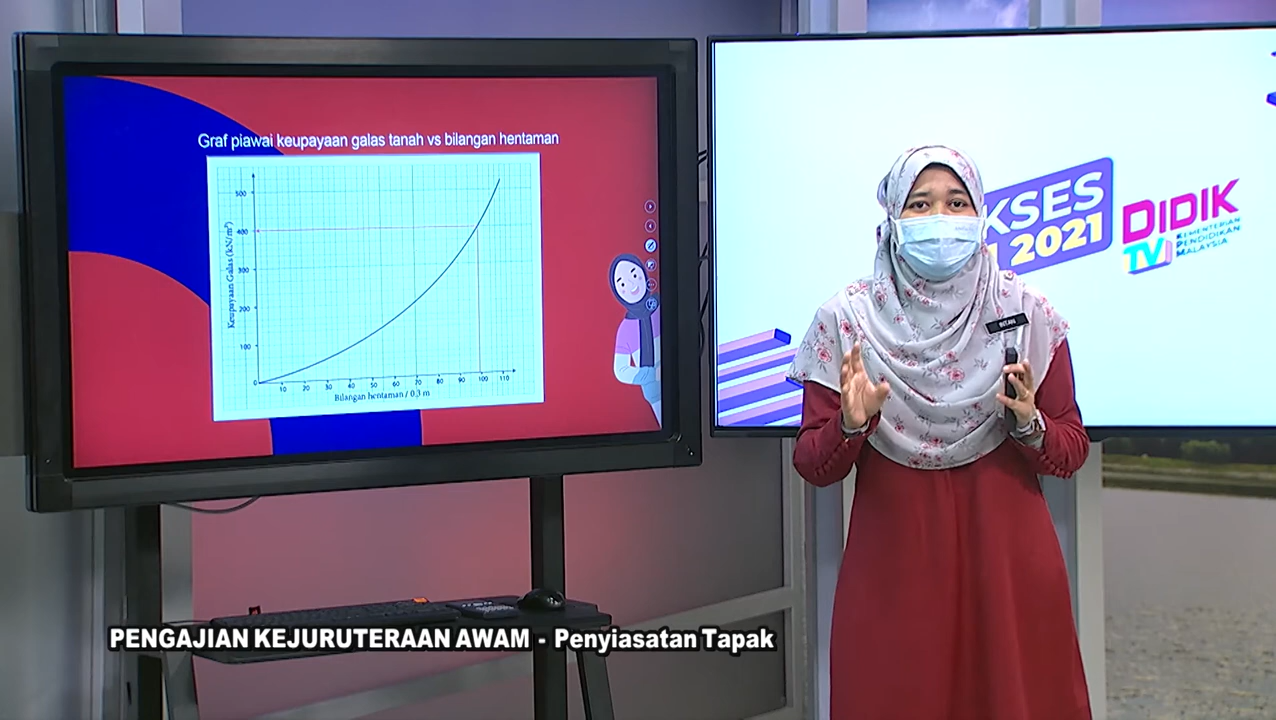 Graf piawai keupayaan galas tanah vs bilangan hentaman
Keupayaan Galas (kN/m²)
500
400
300
200
100
0
10 20 30 40 50 60 70 80 90 100 110
Bilangan hentaman / 0,3 m
KSES
2021
DIDIK
TV
KEMENTERIAN
PENDIDIKAN
MALAYSIA
INTAN
PENGAJIAN KEJURUTERAAN AWAM - Penyiasatan Tapak